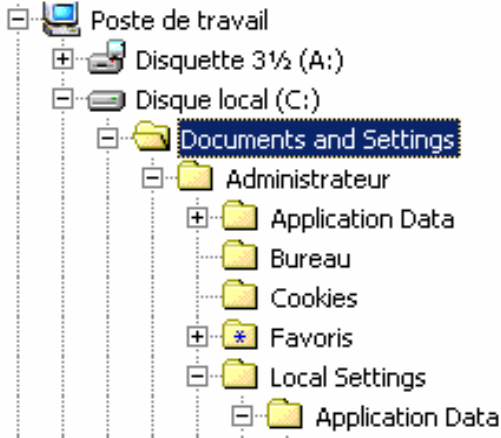 Poste de travail
Disquette 3½ (A:)
Disque local (C:)
Documents and Settings
Administrateur
Application Data
Bureau
Cookies
Favoris
Local Settings
Application Data